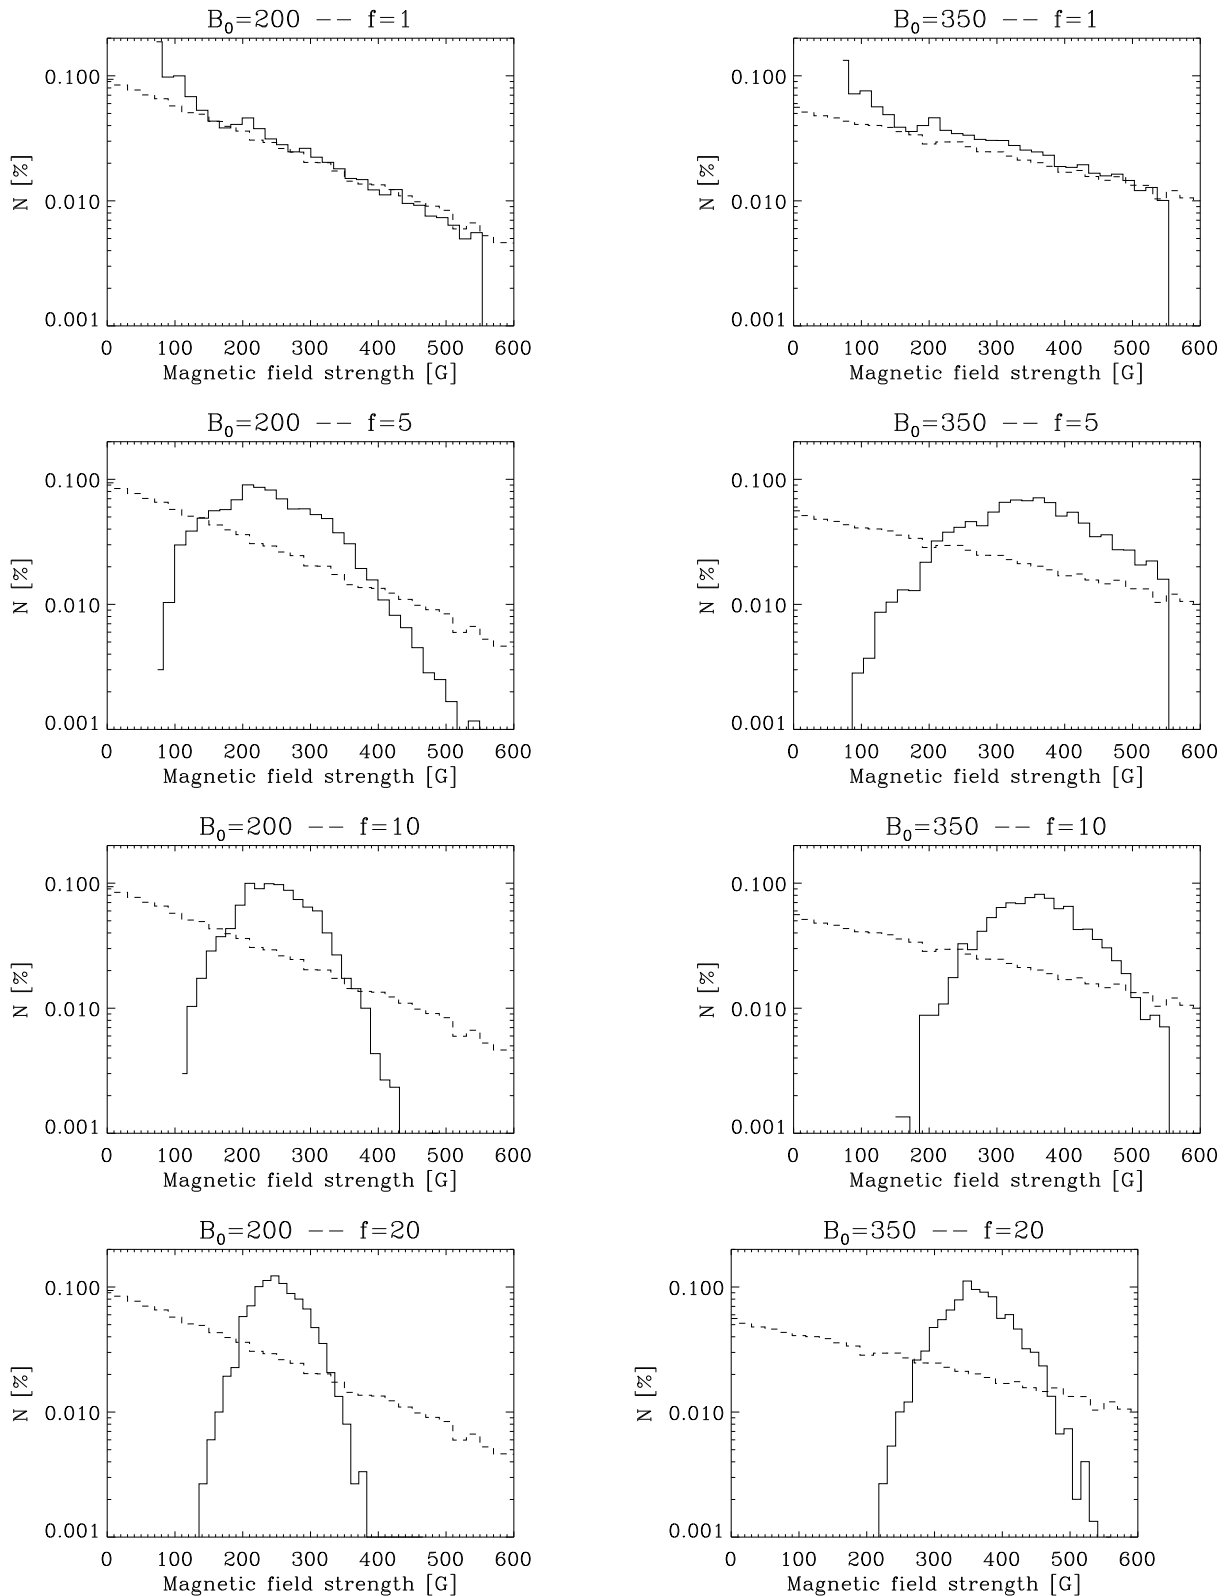 B₀=200 –– f=1
0.100
0.010
0.001
N [%]
0 100 200 300 400 500 600
Magnetic field strength [G]
B₀=350 –– f=1
0.100
0.010
0.001
N [%]
0 100 200 300 400 500 600
Magnetic field strength [G]
B₀=200 –– f=5
0.100
0.010
0.001
N [%]
0 100 200 300 400 500 600
Magnetic field strength [G]
B₀=350 –– f=5
0.100
0.010
0.001
N [%]
0 100 200 300 400 500 600
Magnetic field strength [G]
B₀=200 –– f=10
0.100
0.010
0.001
N [%]
0 100 200 300 400 500 600
Magnetic field strength [G]
B₀=350 –– f=10
0.100
0.010
0.001
N [%]
0 100 200 300 400 500 600
Magnetic field strength [G]
B₀=200 –– f=20
0.100
0.010
0.001
N [%]
0 100 200 300 400 500 600
Magnetic field strength [G]
B₀=350 –– f=20
0.100
0.010
0.001
N [%]
0 100 200 300 400 500 600
Magnetic field strength [G]